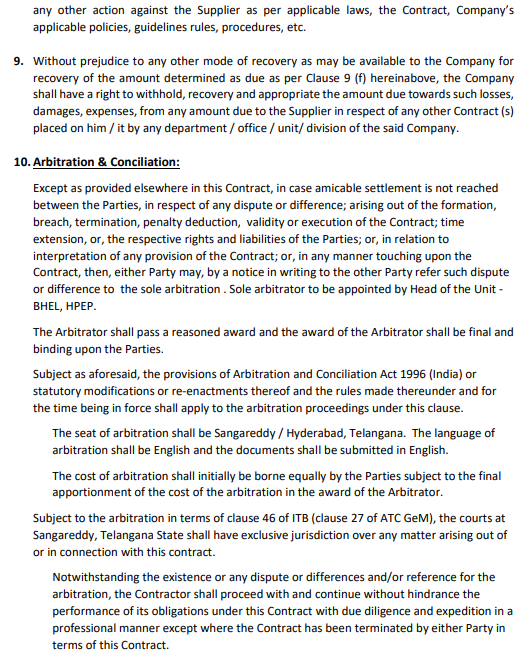 any other action against the Supplier as per applicable laws, the Contract, Company's
applicable policies, guidelines rules, procedures, etc.
9. Without prejudice to any other mode of recovery as may be available to the Company for
recovery of the amount determined as due as per Clause 9 (f) hereinabove, the Company
shall have a right to withhold, recovery and appropriate the amount due towards such losses,
damages, expenses, from any amount due to the Supplier in respect of any other Contract (s)
placed on him / it by any department / office / unit/ division of the said Company.
10. Arbitration & Conciliation:
Except as provided elsewhere in this Contract, in case amicable settlement is not reached
between the Parties, in respect of any dispute or difference; arising out of the formation,
breach, termination, penalty deduction, validity or execution of the Contract; time
extension, or, the respective rights and liabilities of the Parties; or, in relation to
interpretation of any provision of the Contract; or, in any manner touching upon the
Contract, then, either Party may, by a notice in writing to the other Party refer such dispute
or difference to the sole arbitration . Sole arbitrator to be appointed by Head of the Unit -
BHEL, HPEP.
The Arbitrator shall pass a reasoned award and the award of the Arbitrator shall be final and
binding upon the Parties.
Subject as aforesaid, the provisions of Arbitration and Conciliation Act 1996 (India) or
statutory modifications or re-enactments thereof and the rules made thereunder and for
the time being in force shall apply to the arbitration proceedings under this clause.
The seat of arbitration shall be Sangareddy / Hyderabad, Telangana. The language of
arbitration shall be English and the documents shall be submitted in English.
The cost of arbitration shall initially be borne equally by the Parties subject to the final
apportionment of the cost of the arbitration in the award of the Arbitrator.
Subject to the arbitration in terms of clause 46 of ITB (clause 27 of ATC GeM), the courts at
Sangareddy, Telangana State shall have exclusive jurisdiction over any matter arising out of
or in connection with this contract.
Notwithstanding the existence or any dispute or differences and/or reference for the
arbitration, the Contractor shall proceed with and continue without hindrance the
performance of its obligations under this Contract with due diligence and expedition in a
professional manner except where the Contract has been terminated by either Party in
terms of this Contract.